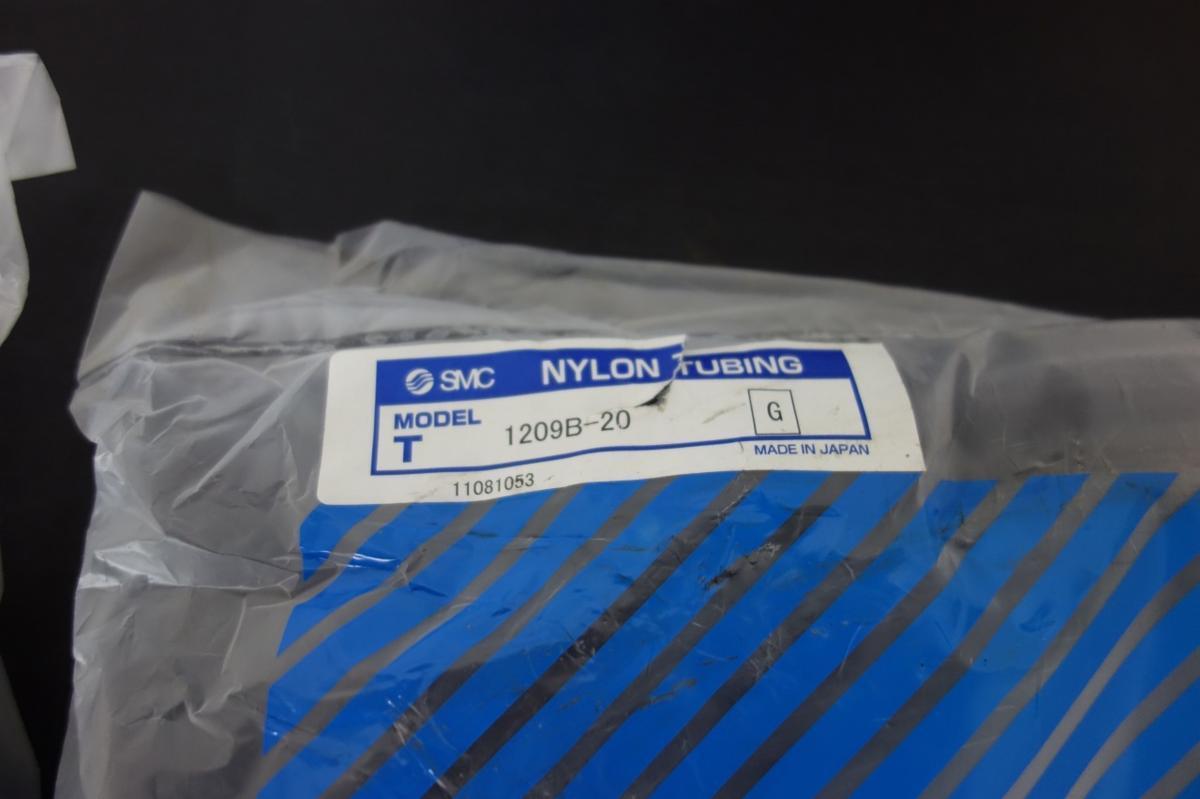 SMC NYLON TUBING
MODEL
T 1209B-20 G
MADE IN JAPAN
11081053